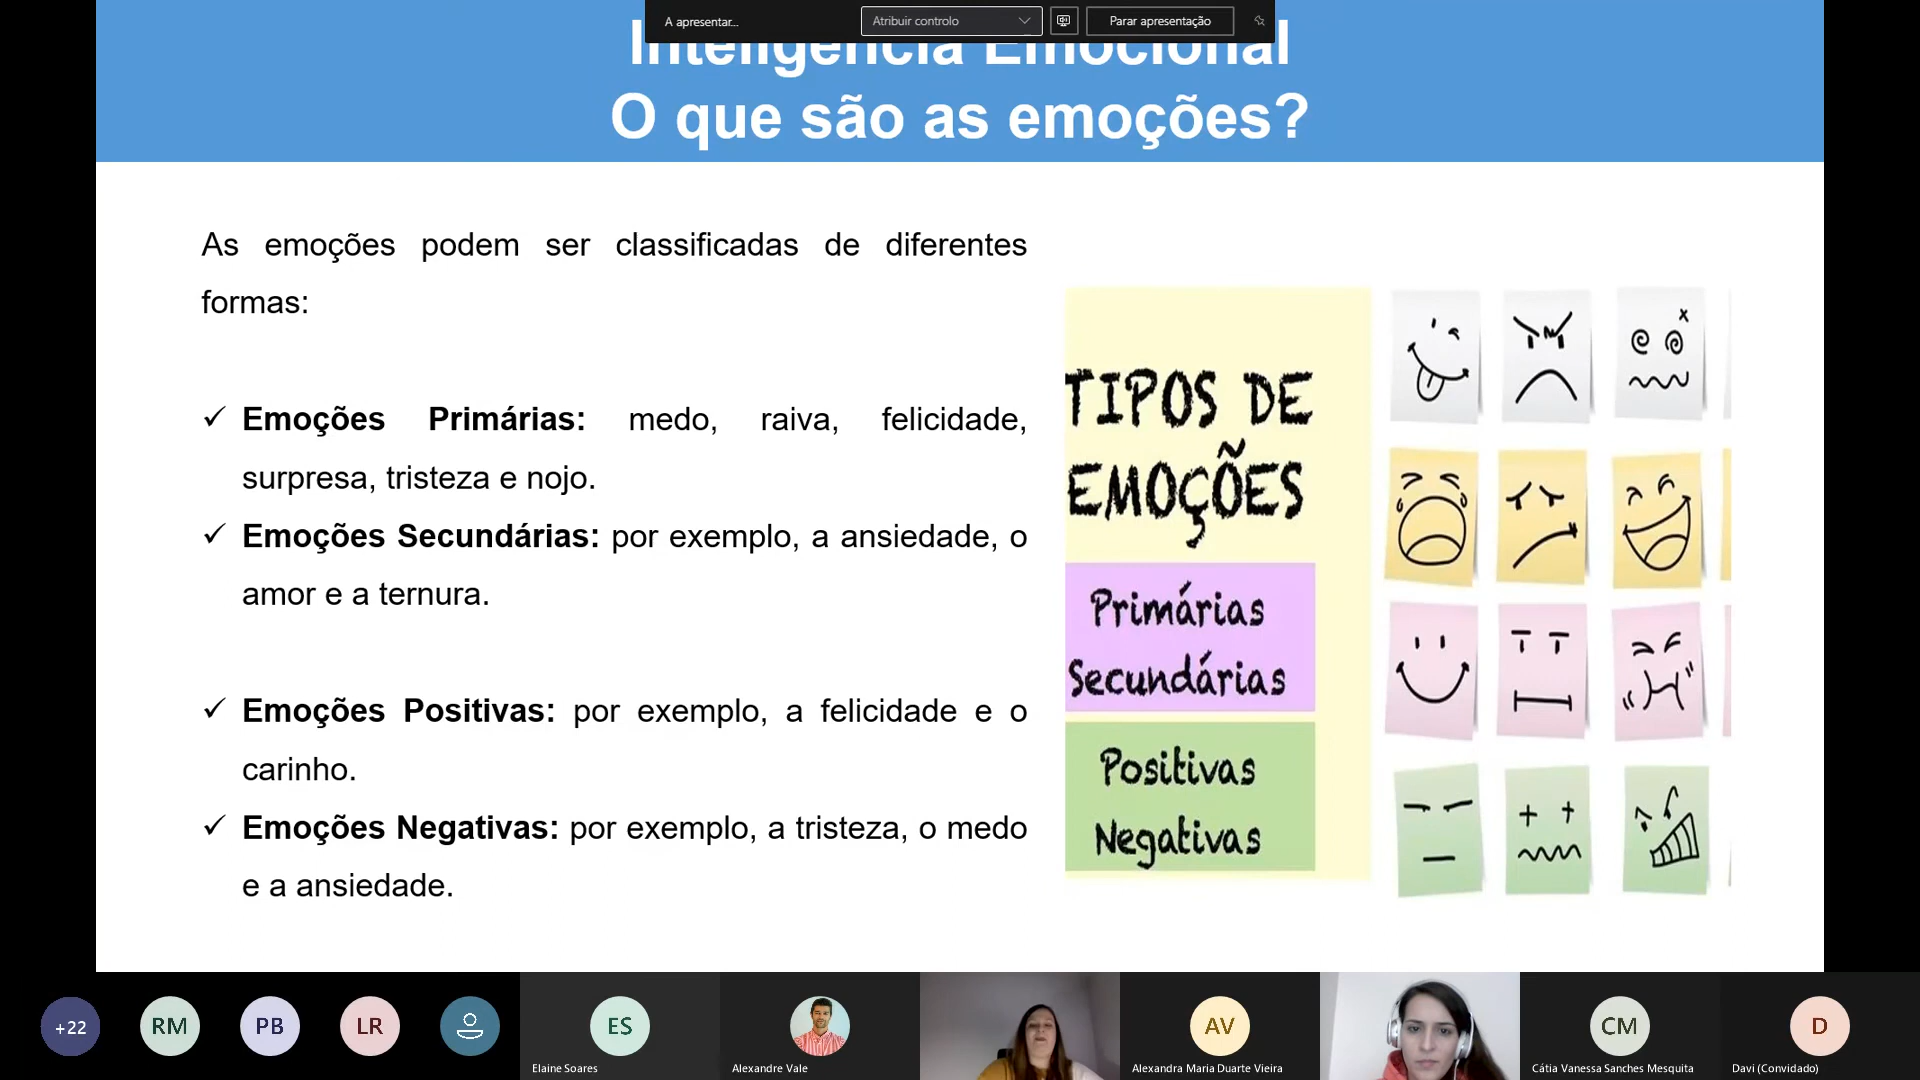 A apresentar...
Atribuir controlo
Parar apresentação
Inteligência Emocional
O que são as emoções?
As emoções podem ser classificadas de diferentes
formas:
✓ Emoções Primárias: medo, raiva, felicidade,
surpresa, tristeza e nojo.
✓ Emoções Secundárias: por exemplo, a ansiedade, o
amor e a ternura.
✓ Emoções Positivas: por exemplo, a felicidade e o
carinho.
✓ Emoções Negativas: por exemplo, a tristeza, o medo
e a ansiedade.
TIPOS DE
EMOÇÕES
Primárias
Secundárias
Positivas
Negativas
+22
RM
PB
LR
ES
Elaine Soares
Alexandre Vale
AV
Alexandra Maria Duarte Vieira
CM
Cátia Vanessa Sanches Mesquita
D
Davi (Convidado)